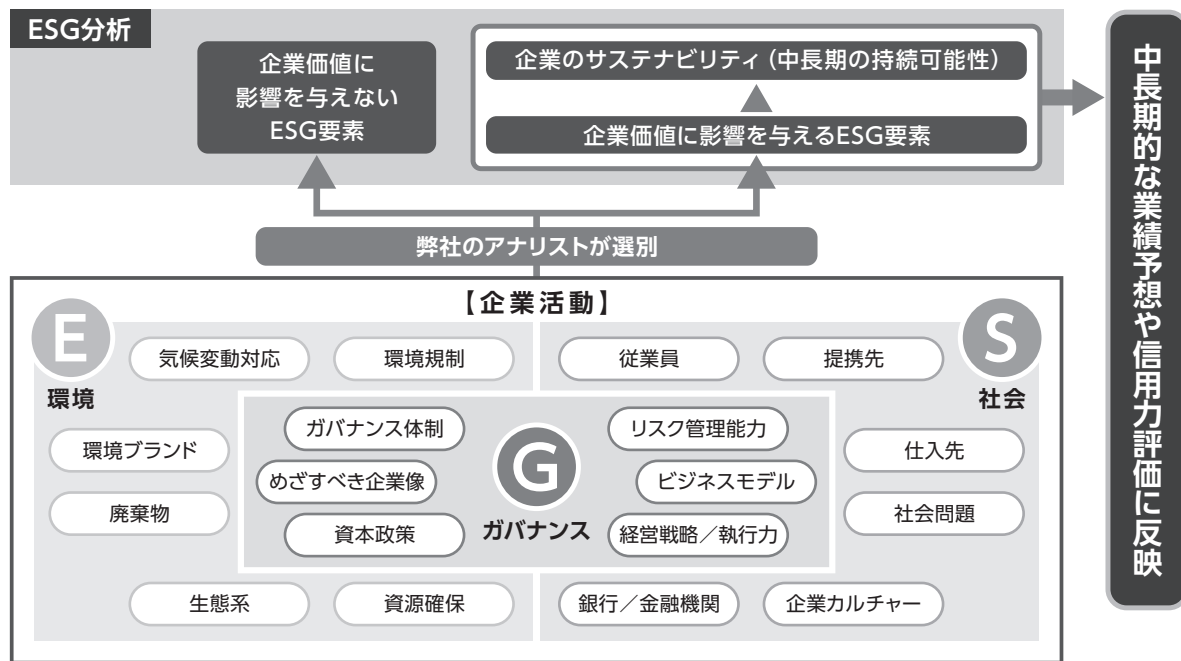 ESG分析
企業価値に
影響を与えない
ESG要素
企業のサステナビリティ（中長期の持続可能性）
企業価値に影響を与えるESG要素
中長期的な業績予想や信用力評価に反映
弊社のアナリストが選別
【企業活動】
E
環境
気候変動対応
環境規制
環境ブランド
廃棄物
生態系
資源確保
S
社会
従業員
提携先
仕入先
社会問題
銀行／金融機関
企業カルチャー
G
ガバナンス
ガバナンス体制
めざすべき企業像
資本政策
リスク管理能力
ビジネスモデル
経営戦略／執行力